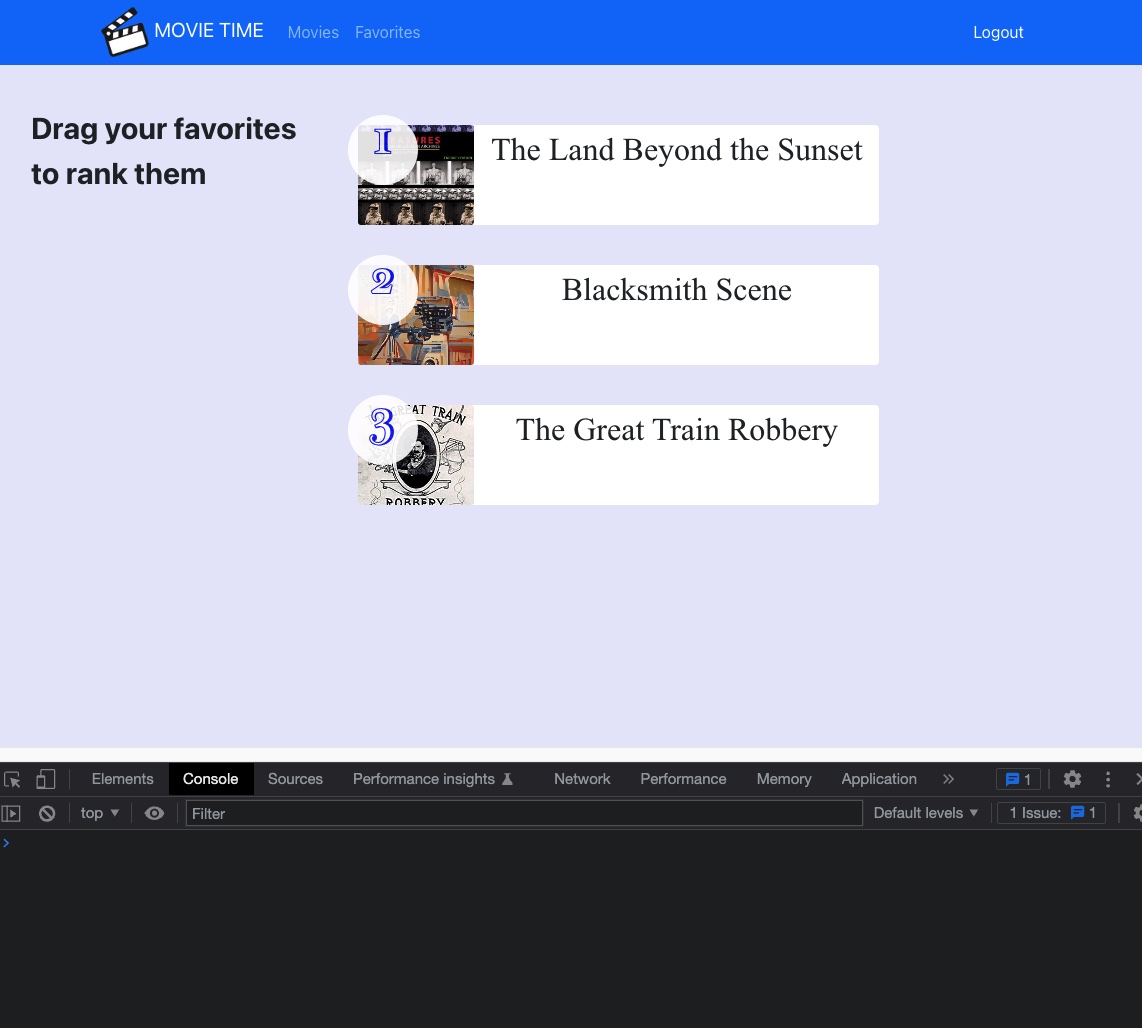 MOVIE TIME Movies Favorites Logout
Drag your favorites
to rank them
1
The Land Beyond the Sunset
2
Blacksmith Scene
3
GREAT TRAIN
ROBBERY
The Great Train Robbery
Elements Console Sources Performance insights Network Performance Memory Application » 1
top Filter Default levels 1 Issue: 1